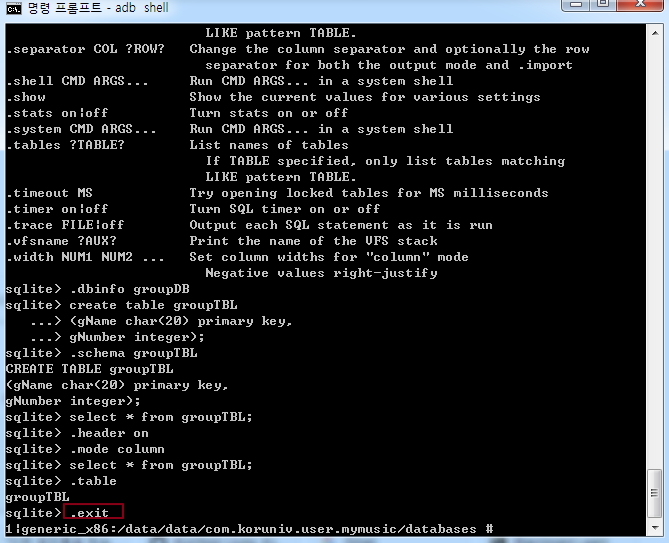 명령 프롬프트 - adb shell
LIKE pattern TABLE.
.separator COL ?ROW? Change the column separator and optionally the row
separator for both the output mode and .import
.shell CMD ARGS... Run CMD ARGS... in a system shell
.show Show the current values for various settings
.stats on|off Turn stats on or off
.system CMD ARGS... Run CMD ARGS... in a system shell
.tables ?TABLE? List names of tables
If TABLE specified, only list tables matching
LIKE pattern TABLE.
.timeout MS Try opening locked tables for MS milliseconds
.timer on|off Turn SQL timer on or off
.trace FILE|off Output each SQL statement as it is run
.vfsname ?AUX? Print the name of the VFS stack
.width NUM1 NUM2 ... Set column widths for "column" mode
Negative values right-justify
sqlite> .dbinfo groupDB
sqlite> create table groupTBL
...> (gName char(20) primary key,
...> gNumber integer);
sqlite> .schema groupTBL
CREATE TABLE groupTBL
(gName char(20) primary key,
gNumber integer);
sqlite> select * from groupTBL;
sqlite> .header on
sqlite> .mode column
sqlite> select * from groupTBL;
sqlite> .table
groupTBL
sqlite> .exit
1|generic_x86:/data/data/com.koruniv.user.mymusic/databases #